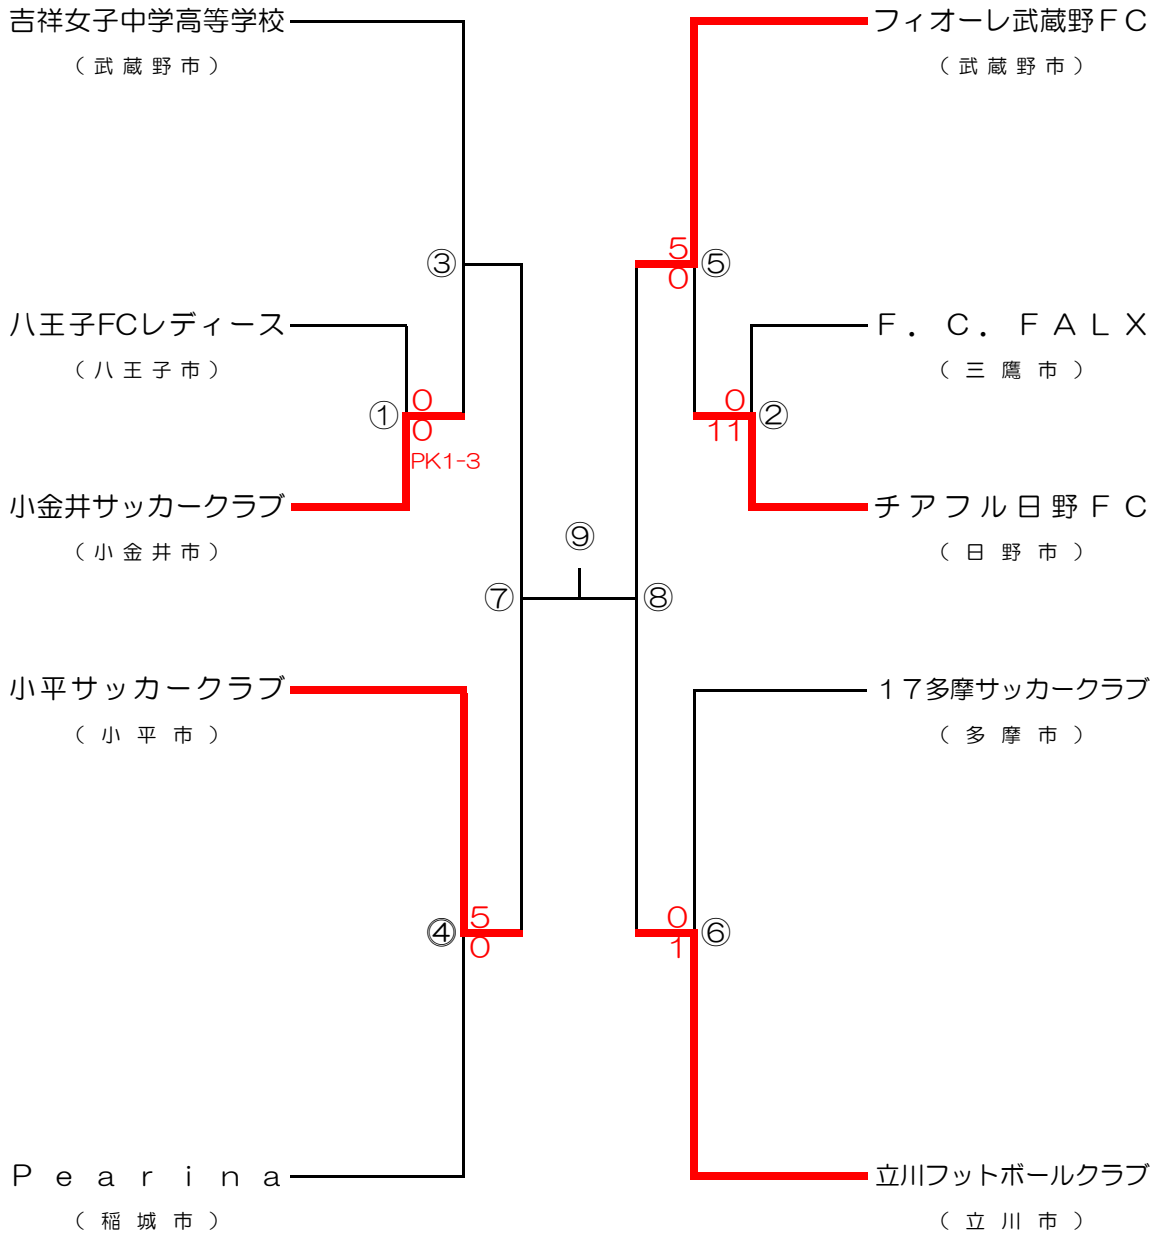 吉祥女子中学高等学校
（武蔵野市）
フィオーレ武蔵野ＦＣ
（武蔵野市）
③
5
0
⑤
八王子FCレディース
（八王子市）
Ｆ．Ｃ．ＦＡＬＸ
（三鷹市）
①
0
0
PK1-3
0
11
②
小金井サッカークラブ
（小金井市）
チアフル日野ＦＣ
（日野市）
⑨
⑦
⑧
小平サッカークラブ
（小平市）
１７多摩サッカークラブ
（多摩市）
④
5
0
0
1
⑥
Ｐｅａｒｉｎａ
（稲城市）
立川フットボールクラブ
（立川市）